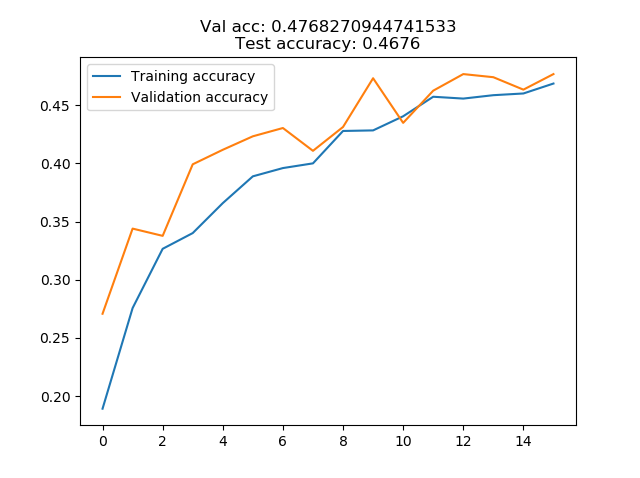 Val acc: 0.4768270944741533
Test accuracy: 0.4676
Training accuracy
Validation accuracy
0.45
0.40
0.35
0.30
0.25
0.20
0 2 4 6 8 10 12 14